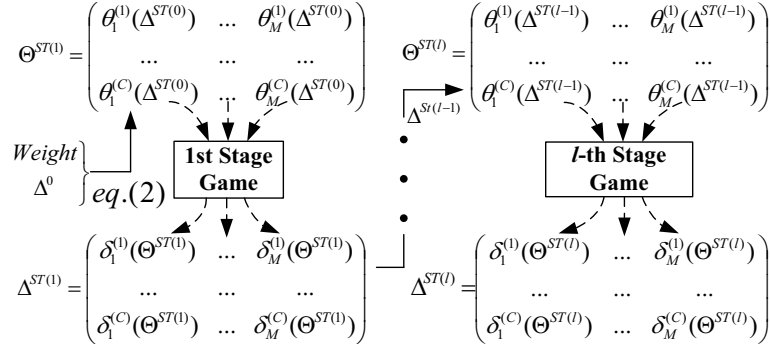 Θ^{ST(1)} = ( θ_1^{(1)}(Δ^{ST(0)}) ... θ_M^{(1)}(Δ^{ST(0)})
... ... ...
θ_1^{(C)}(Δ^{ST(0)}) ... θ_M^{(C)}(Δ^{ST(0)}) )
Weight
Δ^0
eq.(2)
1st Stage
Game
Δ^{ST(1)} = ( δ_1^{(1)}(Θ^{ST(1)}) ... δ_M^{(1)}(Θ^{ST(1)})
... ... ...
δ_1^{(C)}(Θ^{ST(1)}) ... δ_M^{(C)}(Θ^{ST(1)}) )
Δ^{St(l−1)}
Θ^{ST(l)} = ( θ_1^{(1)}(Δ^{ST(l−1)}) ... θ_M^{(1)}(Δ^{ST(l−1)})
... ... ...
θ_1^{(C)}(Δ^{ST(l−1)}) ... θ_M^{(C)}(Δ^{ST(l−1)}) )
l-th Stage
Game
Δ^{ST(l)} = ( δ_1^{(1)}(Θ^{ST(l)}) ... δ_M^{(1)}(Θ^{ST(l)})
... ... ...
δ_1^{(C)}(Θ^{ST(l)}) ... δ_M^{(C)}(Θ^{ST(l)}) )